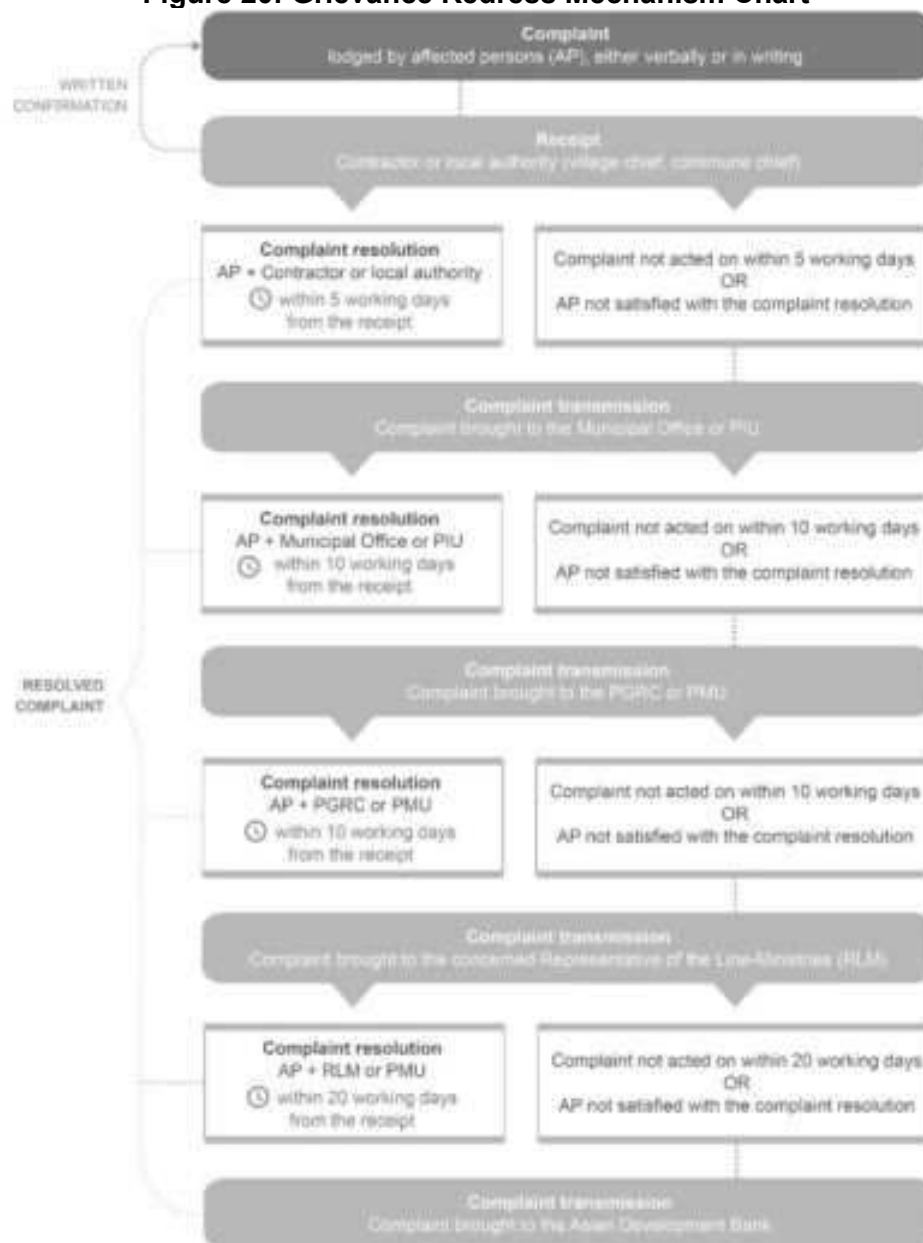 Figure 20: Grievance Redress Mechanism Chart
Complaint
lodged by affected persons (AP), either verbally or in writing
WRITTEN
CONFIRMATION
Receipt
Contractor or local authority (village chief, commune chief)
Complaint resolution
AP + Contractor or local authority
within 5 working days
from the receipt
Complaint not acted on within 5 working days
OR
AP not satisfied with the complaint resolution
Complaint transmission
Complaint brought to the Municipal Office or PIU
Complaint resolution
AP + Municipal Office or PIU
within 10 working days
from the receipt
Complaint not acted on within 10 working days
OR
AP not satisfied with the complaint resolution
RESOLVED
COMPLAINT
Complaint transmission
Complaint brought to the PGRC or PMU
Complaint resolution
AP + PGRC or PMU
within 10 working days
from the receipt
Complaint not acted on within 10 working days
OR
AP not satisfied with the complaint resolution
Complaint transmission
Complaint brought to the concerned Representative of the Line-Ministries (RLM)
Complaint resolution
AP + RLM or PMU
within 20 working days
from the receipt
Complaint not acted on within 20 working days
OR
AP not satisfied with the complaint resolution
Complaint transmission
Complaint brought to the Asian Development Bank